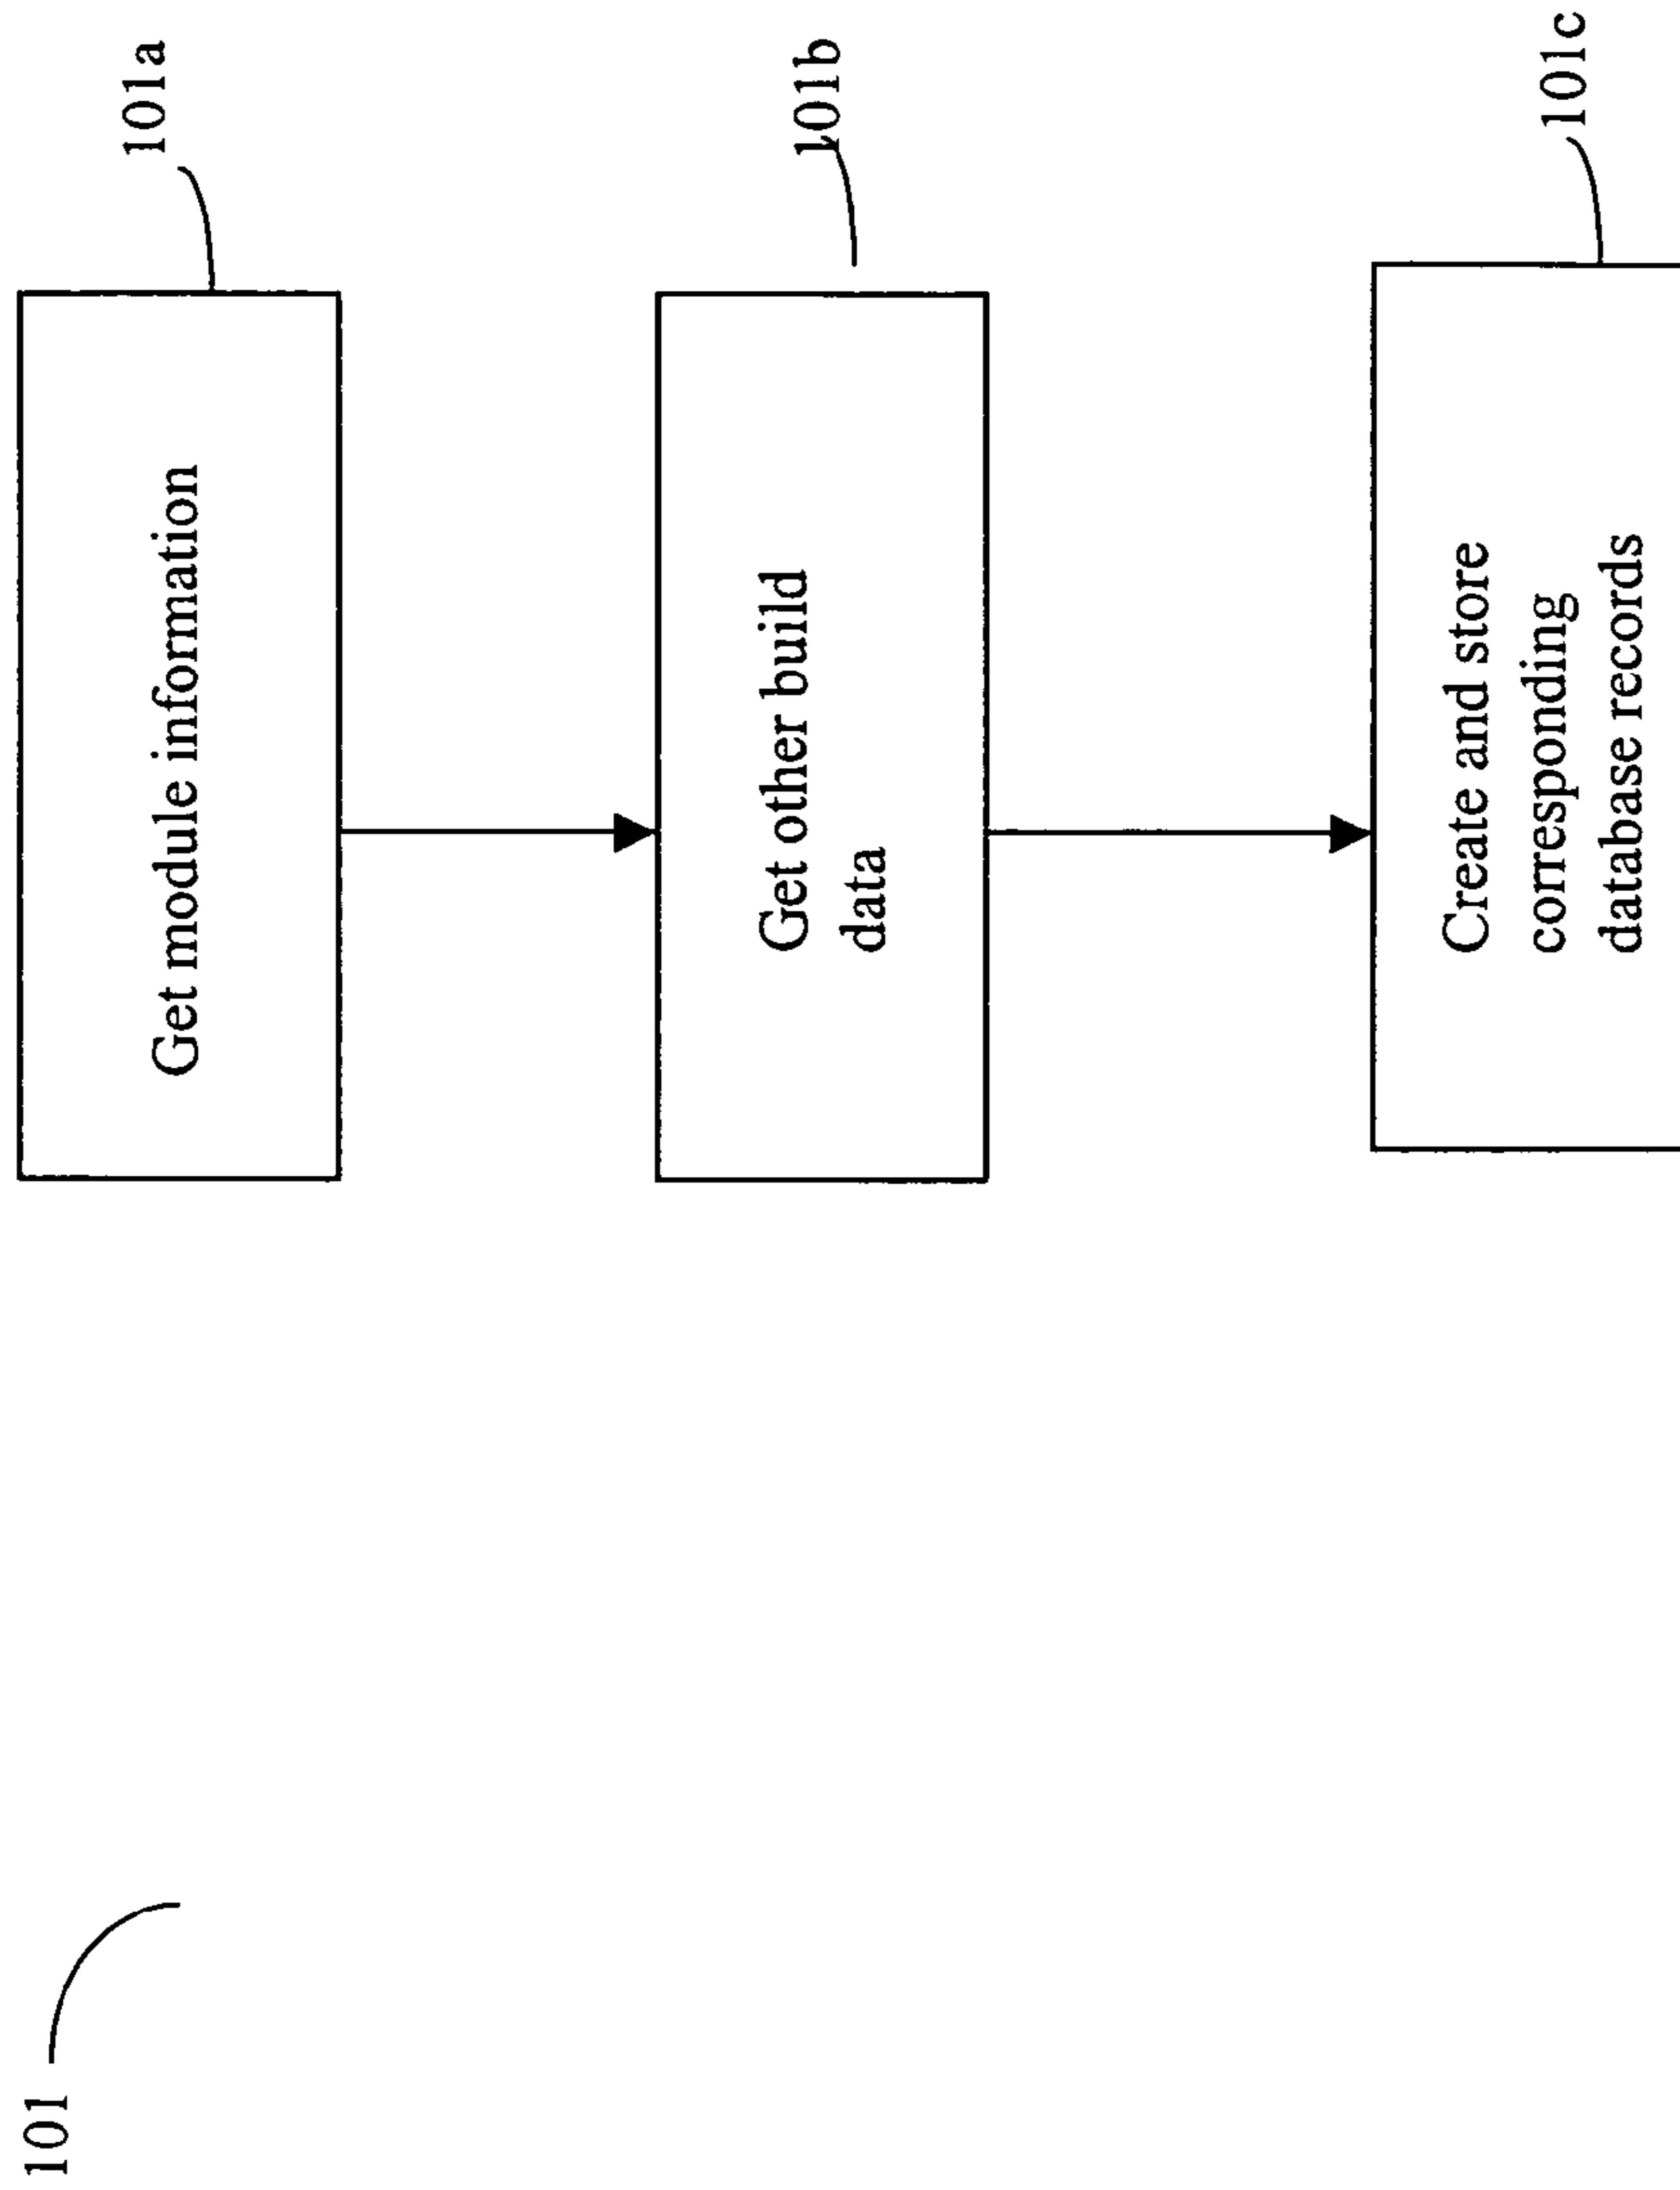 101
101a
Get module information
101b
Get other build
data
101c
Create and store
corresponding
database records